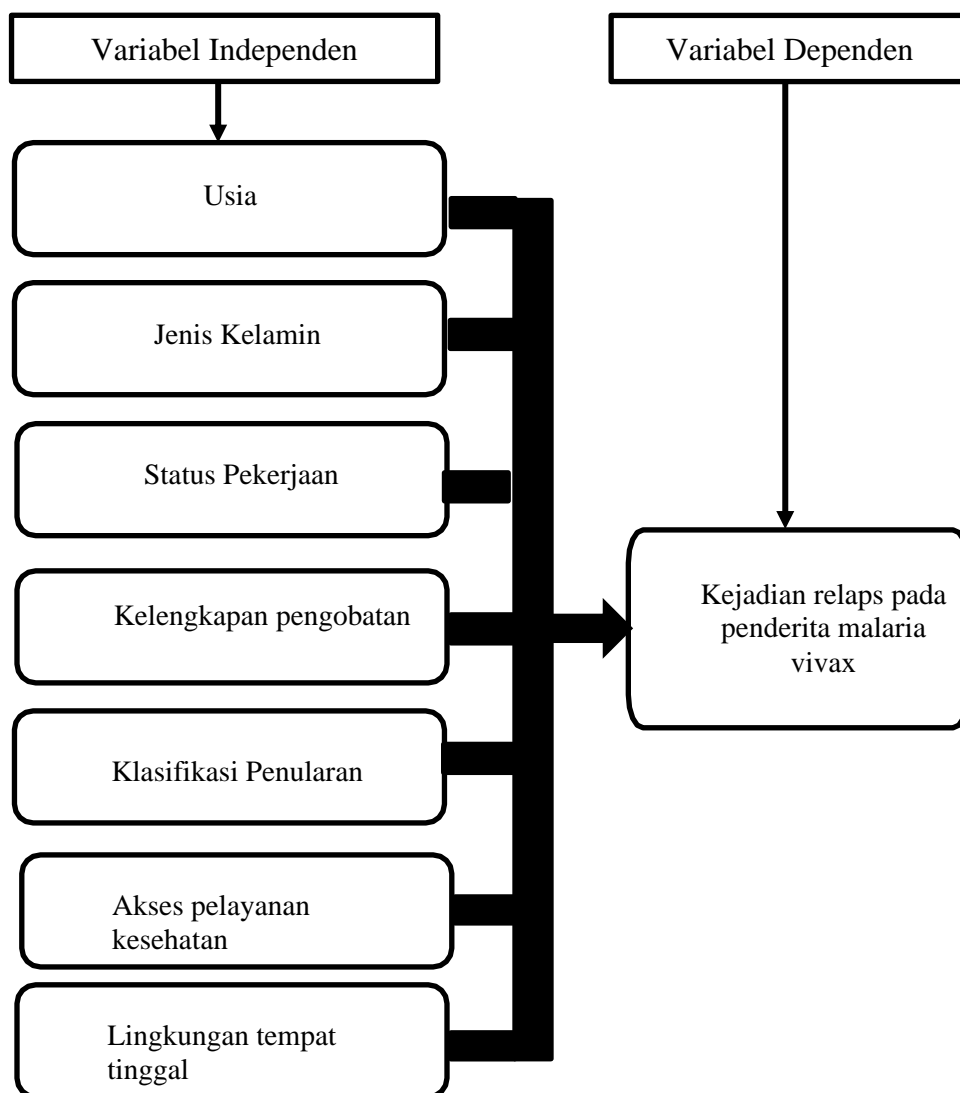 Variabel Independen
Variabel Dependen
Usia
Jenis Kelamin
Status Pekerjaan
Kelengkapan pengobatan
Klasifikasi Penularan
Akses pelayanan
kesehatan
Lingkungan tempat
tinggal
Kejadian relaps pada
penderita malaria
vivax